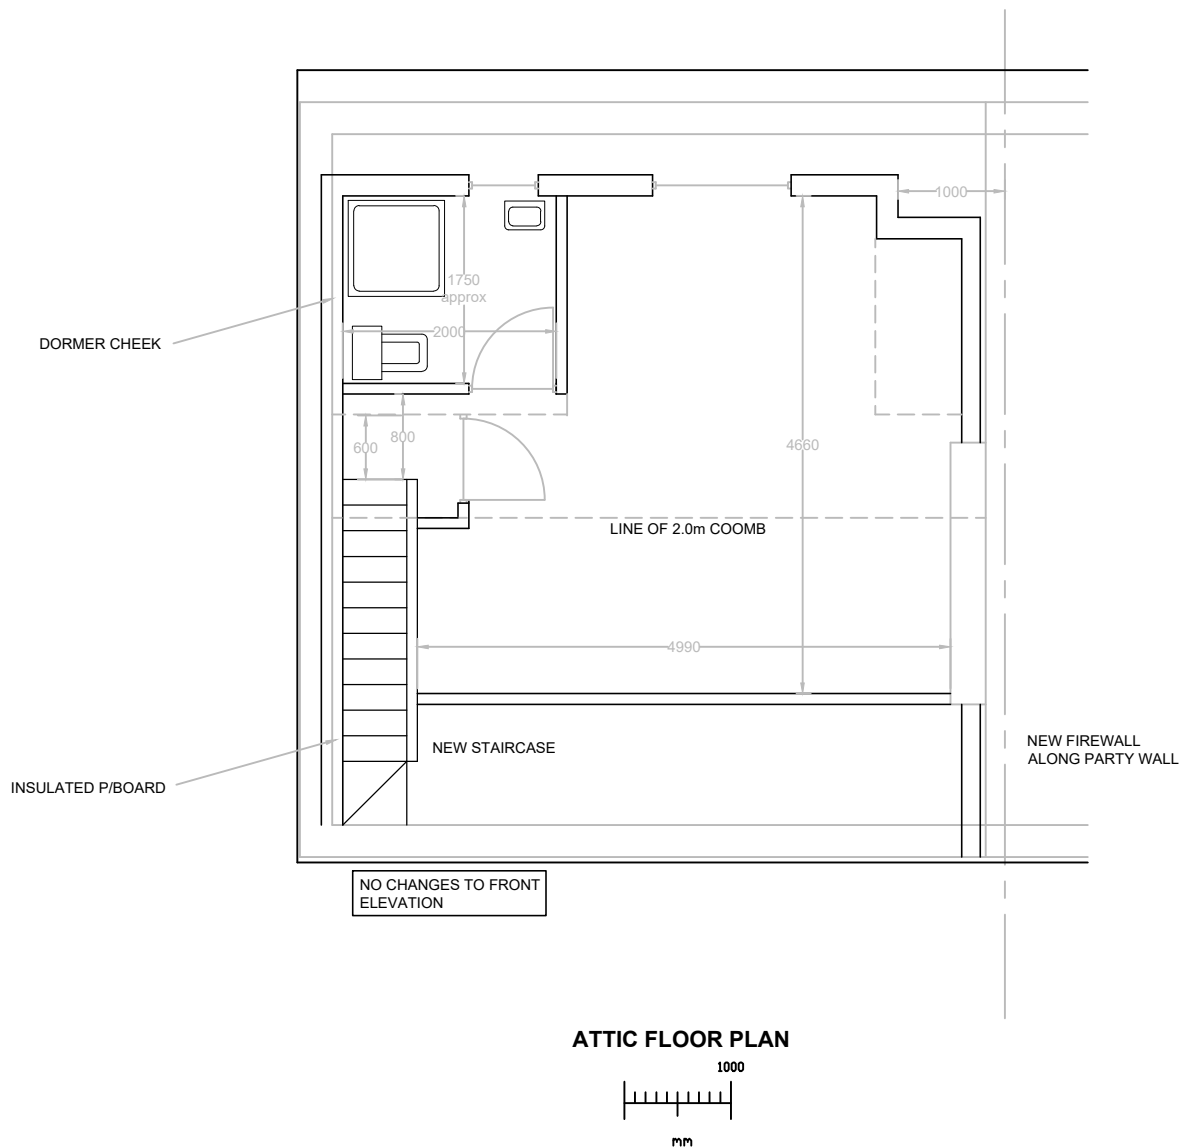 1000
1750
approx
DORMER CHEEK
2000
800
600
4660
LINE OF 2.0m COOMB
4990
NEW STAIRCASE
NEW FIREWALL
ALONG PARTY WALL
INSULATED P/BOARD
NO CHANGES TO FRONT
ELEVATION
ATTIC FLOOR PLAN
1000
mm